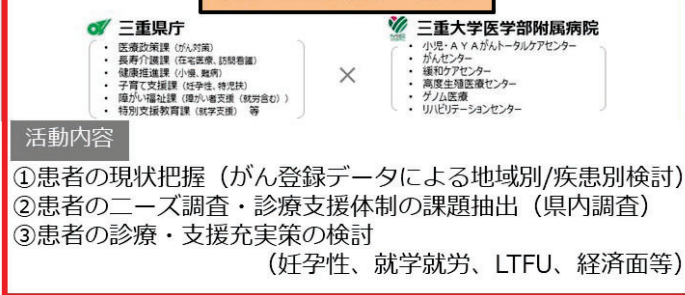 三重県庁
・ 医療政策課（がん対策）
・ 長寿介護課（在宅医療、訪問看護）
・ 健康推進課（小慢、難病）
・ 子育て支援課（妊孕性、特児扶）
・ 障がい福祉課（障がい者支援（就労含む））
・ 特別支援教育課（就学支援） 等
×
三重大学医学部附属病院
・ 小児・AYAがんトータルケアセンター
・ がんセンター
・ 緩和ケアセンター
・ 高度生殖医療センター
・ ゲノム医療
・ リハビリテーションセンター
活動内容
①患者の現状把握（がん登録データによる地域別/疾患別検討）
②患者のニーズ調査・診療支援体制の課題抽出（県内調査）
③患者の診療・支援充実策の検討
（妊孕性、就学就労、LTFU、経済面等）